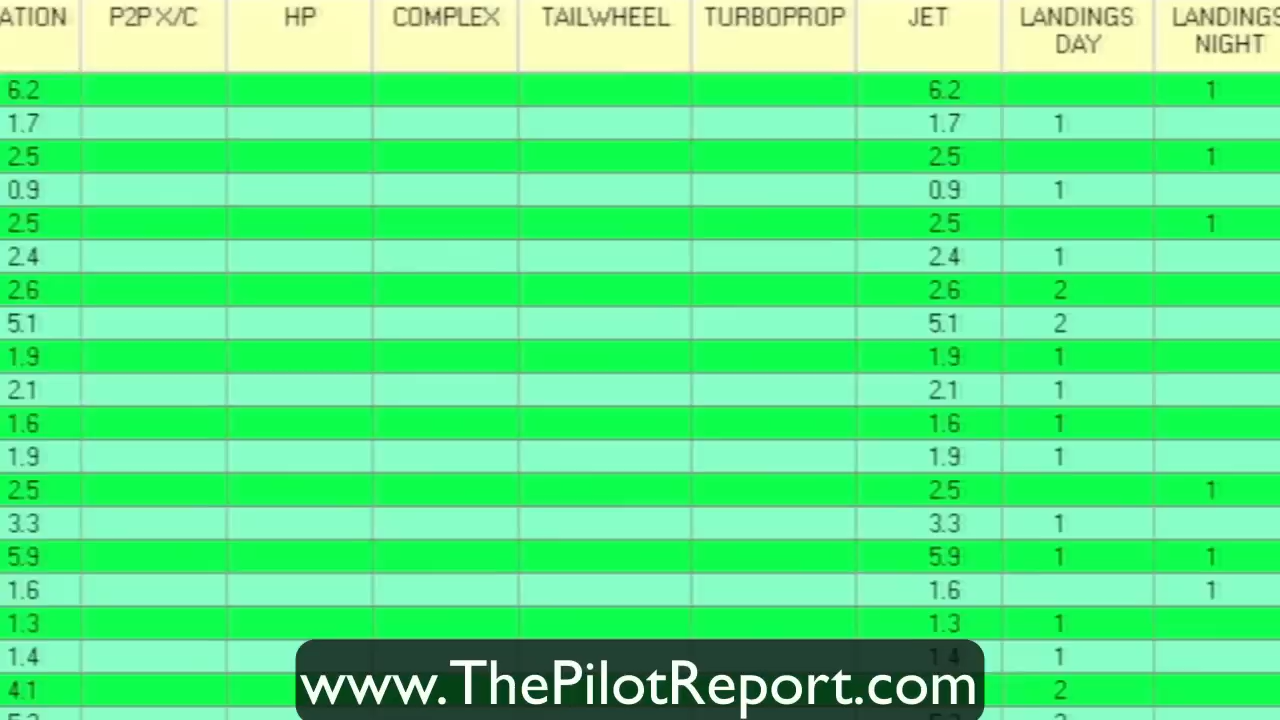 ATION P2P X/C HP COMPLEX TAILWHEEL TURBOPROP JET LANDINGS DAY LANDINGS NIGHT
6.2 6.2 1
1.7 1.7 1
2.5 2.5 1
0.9 0.9 1
2.5 2.5 1
2.4 2.4 1
2.6 2.6 2
5.1 5.1 2
1.9 1.9 1
2.1 2.1 1
1.6 1.6 1
1.9 1.9 1
2.5 2.5 1
3.3 3.3 1
5.9 5.9 1 1
1.6 1.6 1
1.3 1.3 1
1.4 1.4 1
4.1 2
www.ThePilotReport.com